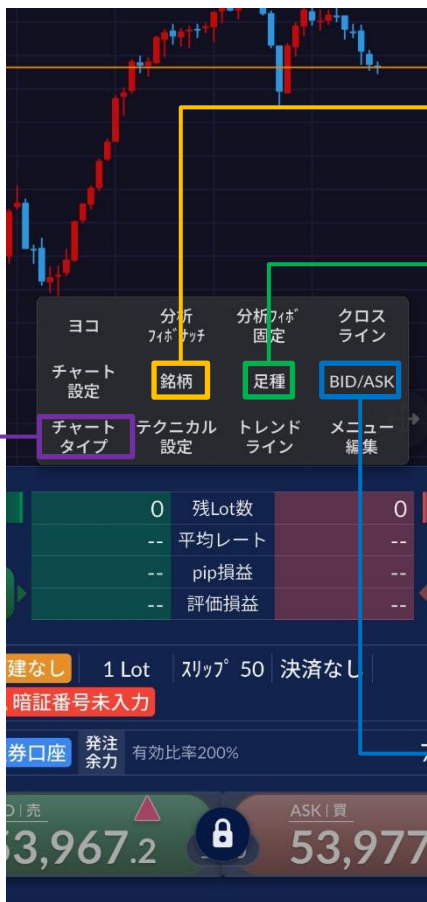 ヨコ
分析
ﾌｨﾎﾞﾅｯﾁ
分析ﾌｨﾎﾞ
固定
クロス
ライン
チャート
設定
銘柄
足種
BID/ASK
チャート
タイプ
テクニカル
設定
トレンド
ライン
メニュー
編集
0 残Lot数 0
-- 平均レート --
-- pip損益 --
-- 評価損益 --
建なし 1 Lot ｽﾘｯﾌﾟ 50 決済なし
暗証番号未入力
券口座 発注
余力 有効比率200%
D|売 ASK|買
3,967.2 53,977